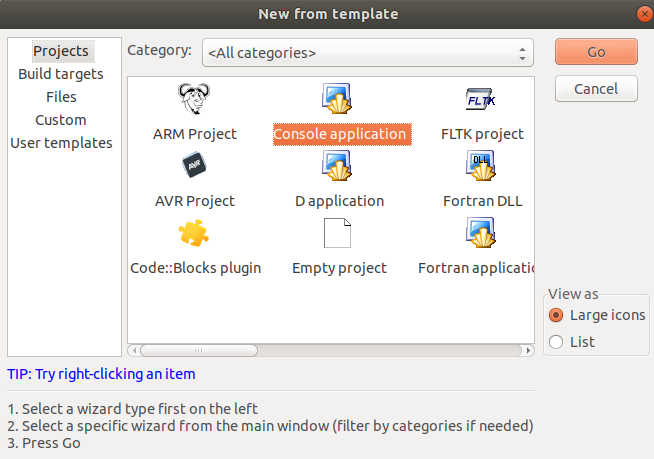 New from template
Projects
Build targets
Files
Custom
User templates
Category:
<All categories>
Go
Cancel
ARM Project
Console application
FLTK
FLTK project
AVR
AVR Project
D application
DLL
Fortran DLL
Code::Blocks plugin
Empty project
Fortran applicatio
View as
Large icons
List
TIP: Try right-clicking an item
1. Select a wizard type first on the left
2. Select a specific wizard from the main window (filter by categories if needed)
3. Press Go